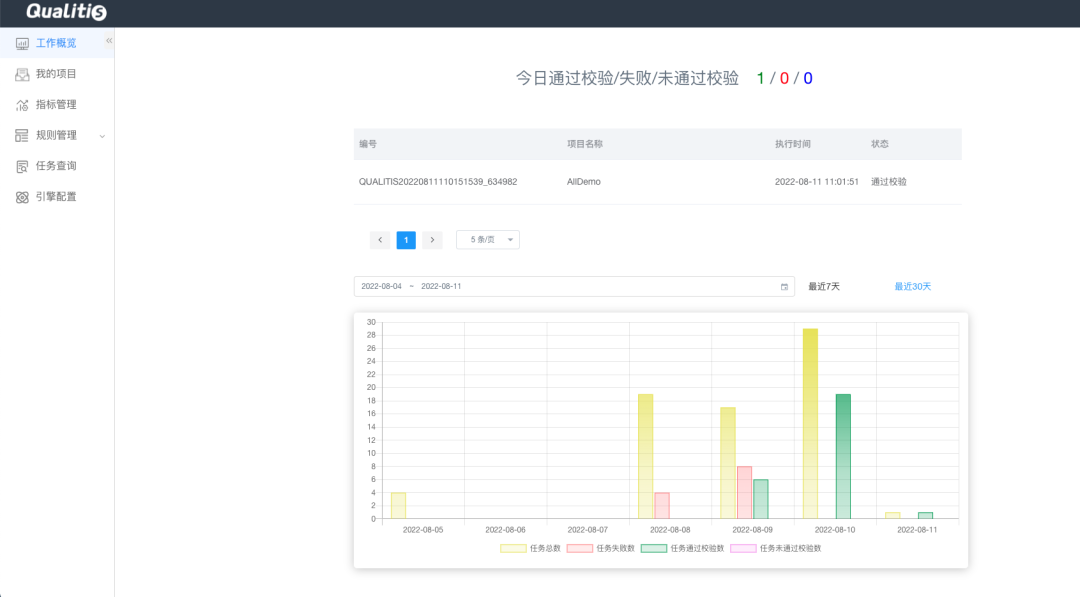 Qualitis
工作概览 «
我的项目
指标管理
规则管理
任务查询
引擎配置
今日通过校验/失败/未通过校验 1 / 0 / 0
编号 项目名称 执行时间 状态
QUALITIS20220811110151539_634982 AllDemo 2022-08-11 11:01:51 通过校验
1 5 条/页
2022-08-04 ~ 2022-08-11 最近7天 最近30天
30
28
26
24
22
20
18
16
14
12
10
8
6
4
2
0
2022-08-05 2022-08-06 2022-08-07 2022-08-08 2022-08-09 2022-08-10 2022-08-11
任务总数 任务失败数 任务通过校验数 任务未通过校验数